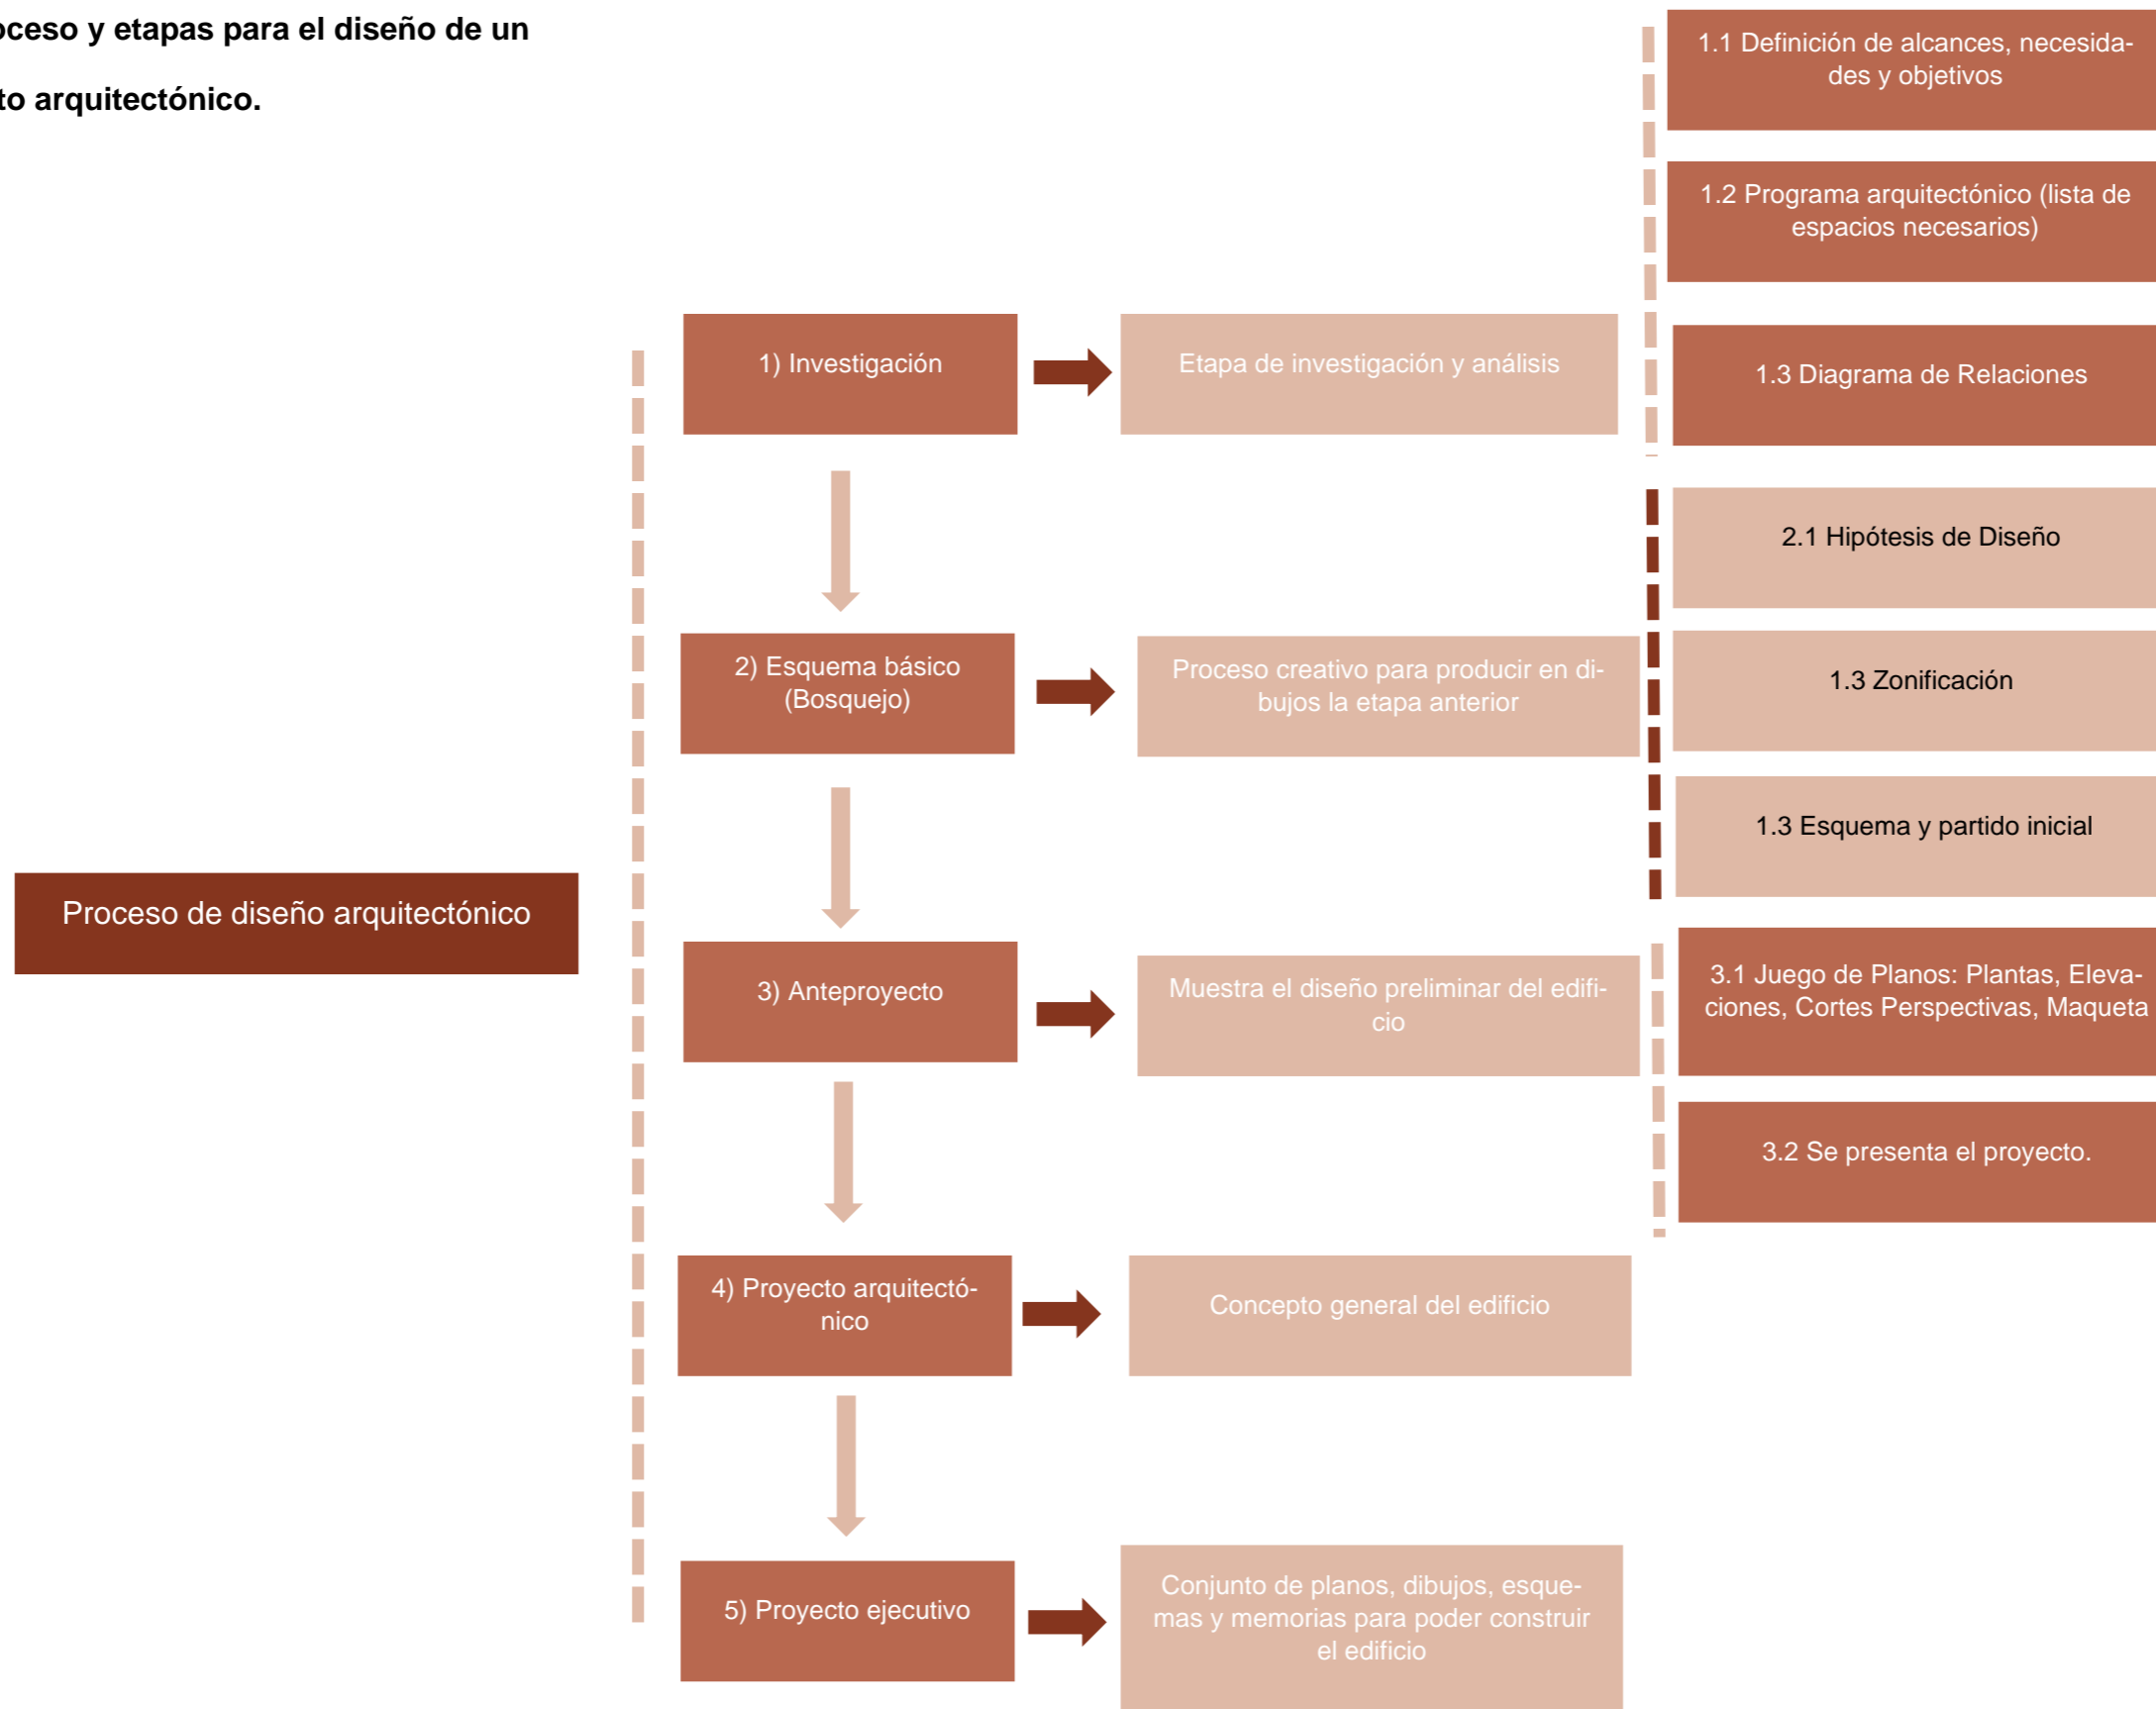 oceso y etapas para el diseño de un
to arquitectónico.
Proceso de diseño arquitectónico
1) Investigación
Etapa de investigación y análisis
1.1 Definición de alcances, necesida-
des y objetivos
1.2 Programa arquitectónico (lista de
espacios necesarios)
1.3 Diagrama de Relaciones
2) Esquema básico
(Bosquejo)
Proceso creativo para producir en di-
bujos la etapa anterior
2.1 Hipótesis de Diseño
1.3 Zonificación
1.3 Esquema y partido inicial
3) Anteproyecto
Muestra el diseño preliminar del edifi-
cio
3.1 Juego de Planos: Plantas, Eleva-
ciones, Cortes Perspectivas, Maqueta
3.2 Se presenta el proyecto.
4) Proyecto arquitectó-
nico
Concepto general del edificio
5) Proyecto ejecutivo
Conjunto de planos, dibujos, esque-
mas y memorias para poder construir
el edificio